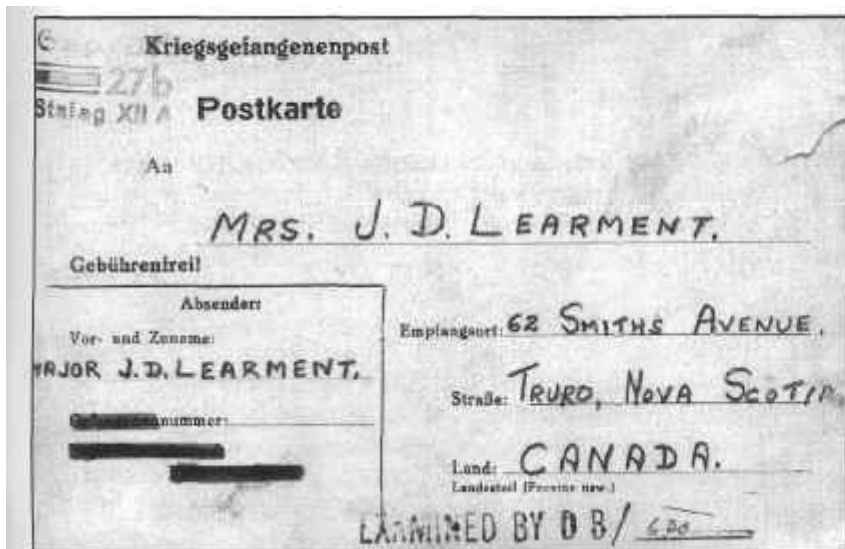 Kriegsgefangenenpost
27b
Stalag XII A
Postkarte
An
MRS. J. D. LEARMENT.
Gebührenfrei!
Absender:
Vor- und Zuname:
MAJOR J.D. LEARMENT.
nummer:
Empfangsort: 62 SMITHS AVENUE.
Straße: TRURO, NOVA SCOTIA.
Land: CANADA.
Landesteil (Provinz usw.)
EXAMINED BY D B/